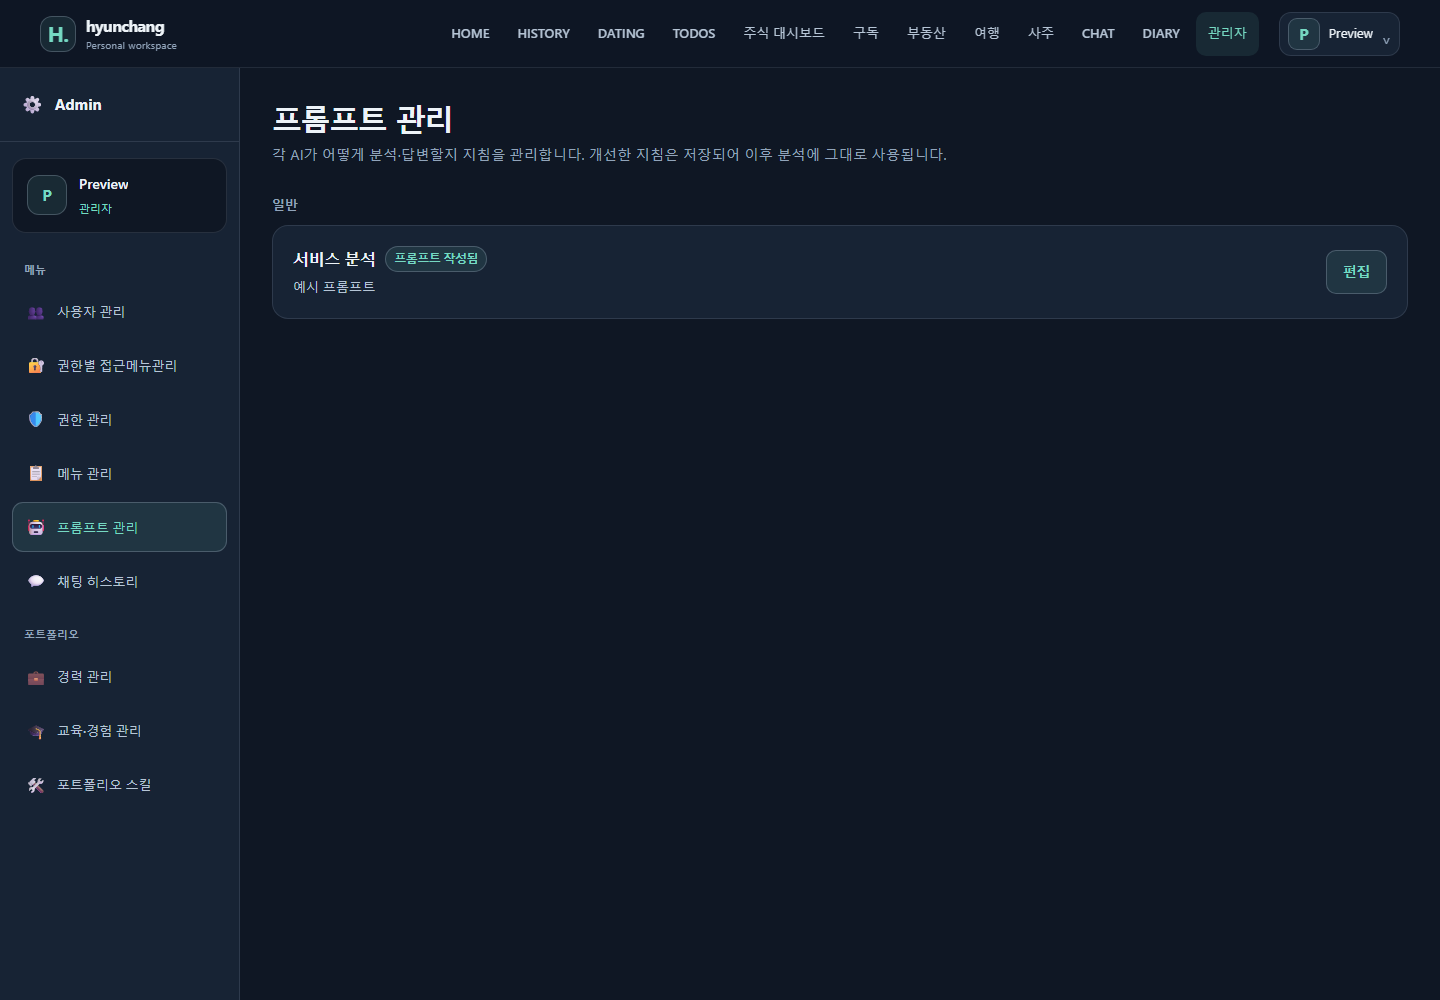 H.
hyunchang
Personal workspace
HOME
HISTORY
DATING
TODOS
주식 대시보드
구독
부동산
여행
사주
CHAT
DIARY
관리자
P
Preview
v
Admin
P
Preview
관리자
메뉴
사용자 관리
권한별 접근메뉴관리
권한 관리
메뉴 관리
프롬프트 관리
채팅 히스토리
포트폴리오
경력 관리
교육·경험 관리
포트폴리오 스킬
프롬프트 관리
각 AI가 어떻게 분석·답변할지 지침을 관리합니다. 개선한 지침은 저장되어 이후 분석에 그대로 사용됩니다.
일반
서비스 분석
프롬프트 작성됨
예시 프롬프트
편집